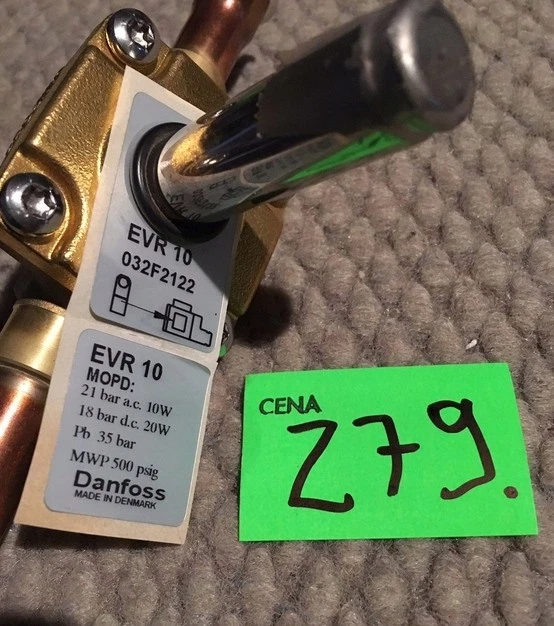 EVR 10
032F2122
EVR 10
MOPD:
21 bar a.c. 10W
18 bar d.c. 20W
Pb 35 bar
MWP 500 psig
Danfoss
MADE IN DENMARK
CENA
279.